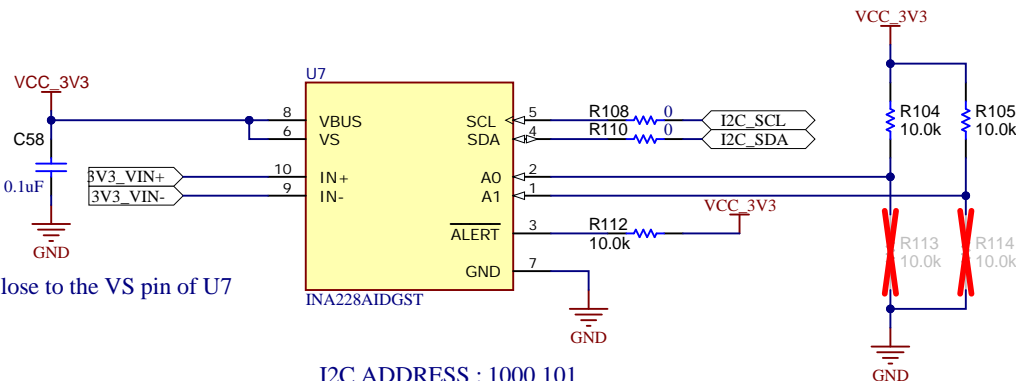 VCC_3V3
C58
0.1uF
GND
lose to the VS pin of U7
3V3_VIN+
3V3_VIN-
U7
8
VBUS
6
VS
10
IN+
9
IN-
SCL
5
SDA
4
A0
2
A1
1
ALERT
3
GND
7
INA228AIDGST
R108
0
I2C_SCL
R110
0
I2C_SDA
R112
10.0k
VCC_3V3
GND
VCC_3V3
R104
10.0k
R105
10.0k
R113
10.0k
R114
10.0k
GND
I2C ADDRESS : 1000 101